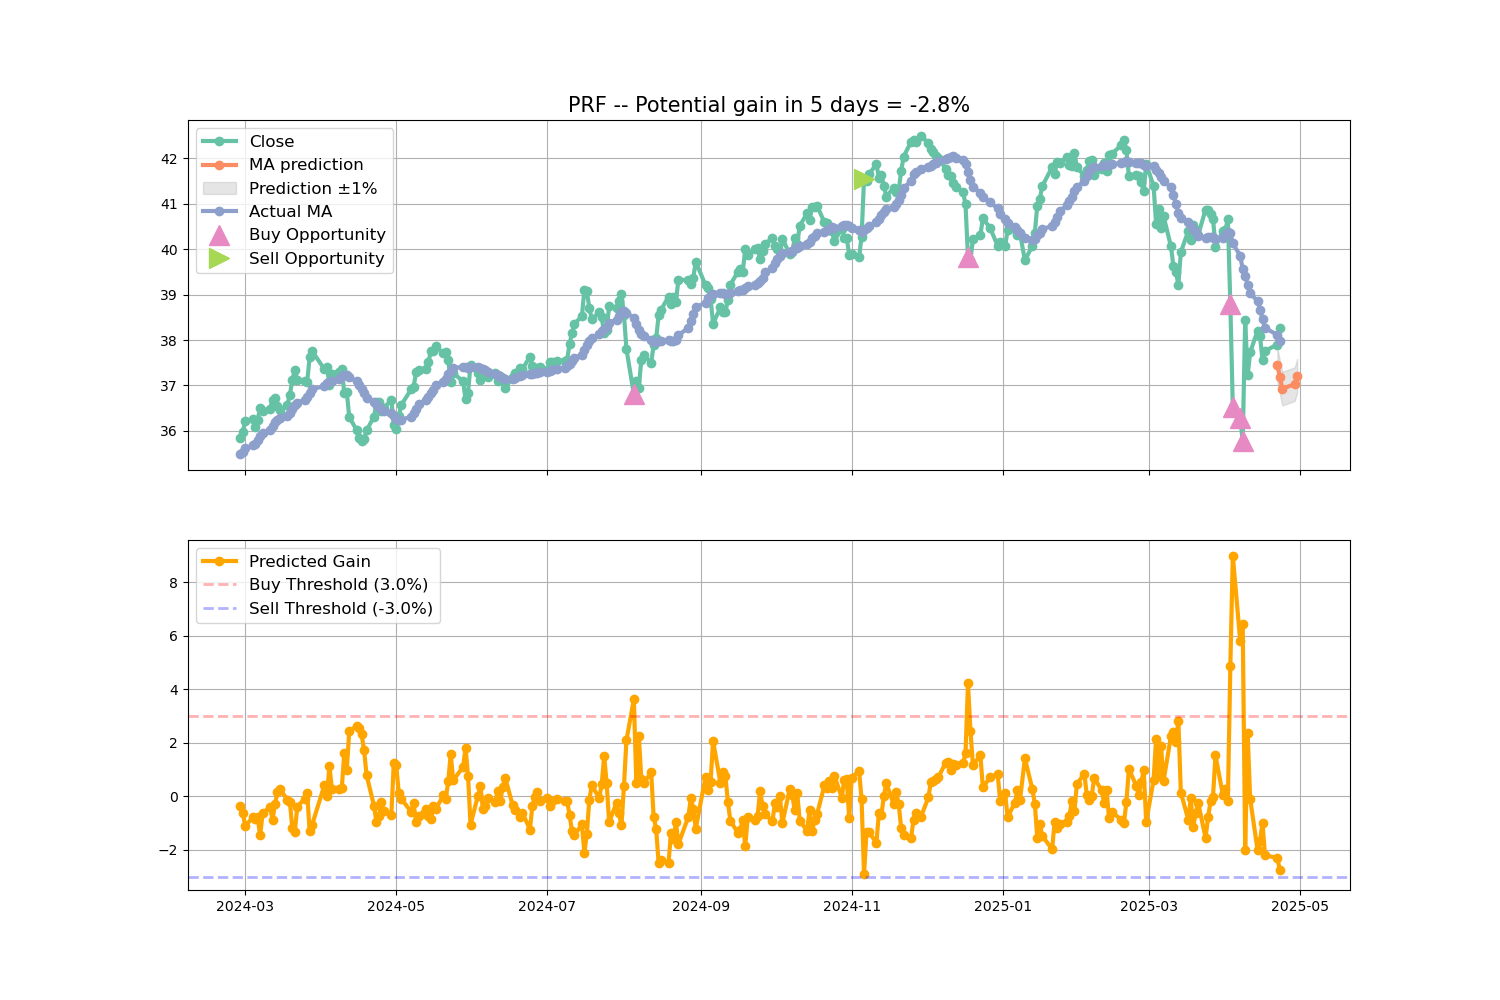 PRF -- Potential gain in 5 days = -2.8%
Close
MA prediction
Prediction ±1%
Actual MA
Buy Opportunity
Sell Opportunity
42
41
40
39
38
37
36
Predicted Gain
Buy Threshold (3.0%)
Sell Threshold (-3.0%)
8
6
4
2
0
−2
2024-03 2024-05 2024-07 2024-09 2024-11 2025-01 2025-03 2025-05